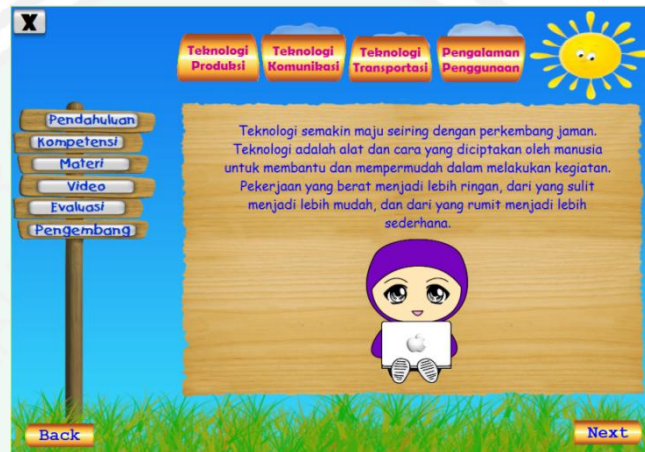 X
Teknologi
Produksi
Teknologi
Komunikasi
Teknologi
Transportasi
Pengalaman
Penggunaan
Pendahuluan
Kompetensi
Materi
Video
Evaluasi
Pengembang
Teknologi semakin maju seiring dengan perkembang jaman.
Teknologi adalah alat dan cara yang diciptakan oleh manusia
untuk membantu dan mempermudah dalam melakukan kegiatan.
Pekerjaan yang berat menjadi lebih ringan, dari yang sulit
menjadi lebih mudah, dan dari yang rumit menjadi lebih
sederhana.
Back
Next